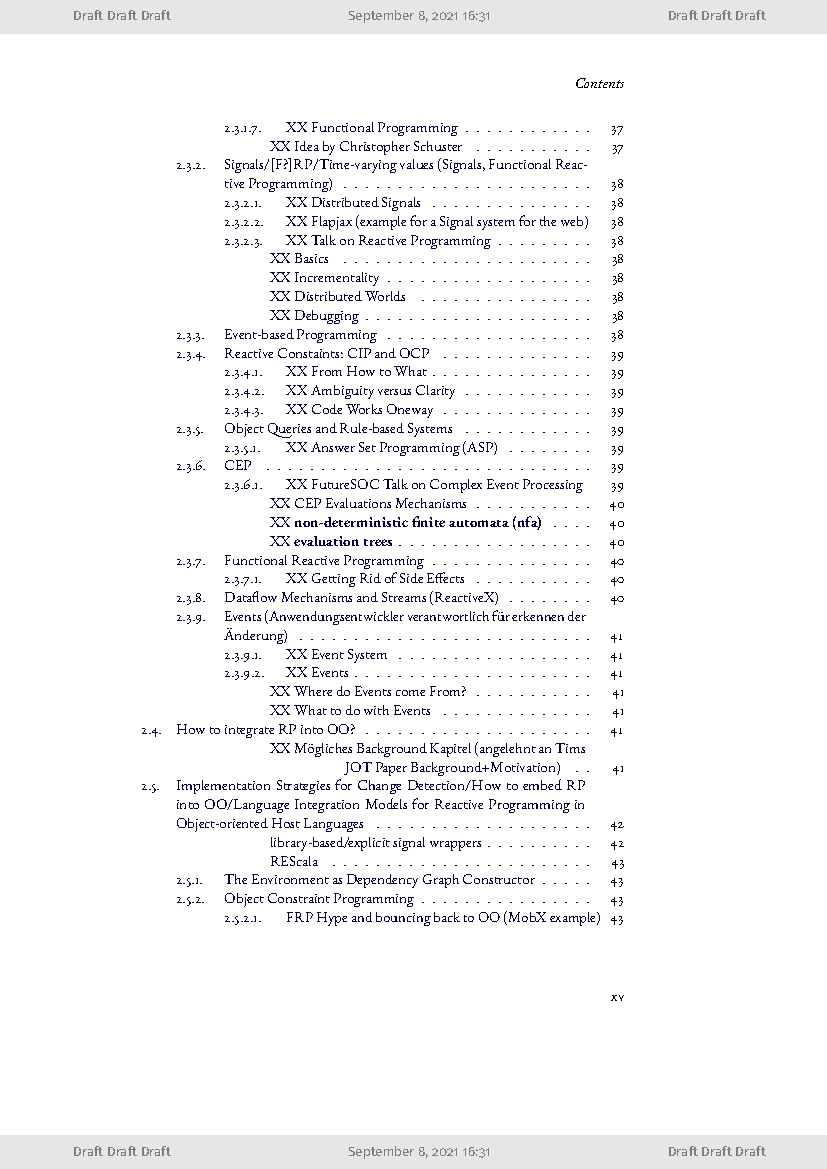 Draft Draft Draft September 8, 2021 16:31 Draft Draft Draft
Contents
2.3.1.7. XX Functional Programming . . . . . . . . . . . . 37
XX Idea by Christopher Schuster . . . . . . . . . . . 37
2.3.2. Signals/[F?]RP/Time-varying values (Signals, Functional Reac-
tive Programming) . . . . . . . . . . . . . . . . . . . . . . . 38
2.3.2.1. XX Distributed Signals . . . . . . . . . . . . . . . 38
2.3.2.2. XX Flapjax (example for a Signal system for the web) 38
2.3.2.3. XX Talk on Reactive Programming . . . . . . . . . 38
XX Basics . . . . . . . . . . . . . . . . . . . . . . . 38
XX Incrementality . . . . . . . . . . . . . . . . . . . 38
XX Distributed Worlds . . . . . . . . . . . . . . . . 38
XX Debugging . . . . . . . . . . . . . . . . . . . . . 38
2.3.3. Event-based Programming . . . . . . . . . . . . . . . . . . . 38
2.3.4. Reactive Constaints: CIP and OCP . . . . . . . . . . . . . . 39
2.3.4.1. XX From How to What . . . . . . . . . . . . . . . 39
2.3.4.2. XX Ambiguity versus Clarity . . . . . . . . . . . . 39
2.3.4.3. XX Code Works Oneway . . . . . . . . . . . . . . 39
2.3.5. Object Queries and Rule-based Systems . . . . . . . . . . . . 39
2.3.5.1. XX Answer Set Programming (ASP) . . . . . . . . 39
2.3.6. CEP . . . . . . . . . . . . . . . . . . . . . . . . . . . . . . 39
2.3.6.1. XX FutureSOC Talk on Complex Event Processing 39
XX CEP Evaluations Mechanisms . . . . . . . . . . . 40
XX non-deterministic finite automata (nfa) . . . . 40
XX evaluation trees . . . . . . . . . . . . . . . . . . 40
2.3.7. Functional Reactive Programming . . . . . . . . . . . . . . . 40
2.3.7.1. XX Getting Rid of Side Effects . . . . . . . . . . . 40
2.3.8. Dataflow Mechanisms and Streams (ReactiveX) . . . . . . . . 40
2.3.9. Events (Anwendungsentwickler verantwortlich für erkennen der
Änderung) . . . . . . . . . . . . . . . . . . . . . . . . . . . 41
2.3.9.1. XX Event System . . . . . . . . . . . . . . . . . . 41
2.3.9.2. XX Events . . . . . . . . . . . . . . . . . . . . . . 41
XX Where do Events come From? . . . . . . . . . . . 41
XX What to do with Events . . . . . . . . . . . . . . 41
2.4. How to integrate RP into OO? . . . . . . . . . . . . . . . . . . . . . 41
XX Mögliches Background Kapitel (angelehnt an Tims
JOT Paper Background+Motivation) . . 41
2.5. Implementation Strategies for Change Detection/How to embed RP
into OO/Language Integration Models for Reactive Programming in
Object-oriented Host Languages . . . . . . . . . . . . . . . . . . . . 42
library-based/explicit signal wrappers . . . . . . . . . . 42
REScala . . . . . . . . . . . . . . . . . . . . . . . . 43
2.5.1. The Environment as Dependency Graph Constructor . . . . . 43
2.5.2. Object Constraint Programming . . . . . . . . . . . . . . . . 43
2.5.2.1. FRP Hype and bouncing back to OO (MobX example) 43
xv
Draft Draft Draft September 8, 2021 16:31 Draft Draft Draft